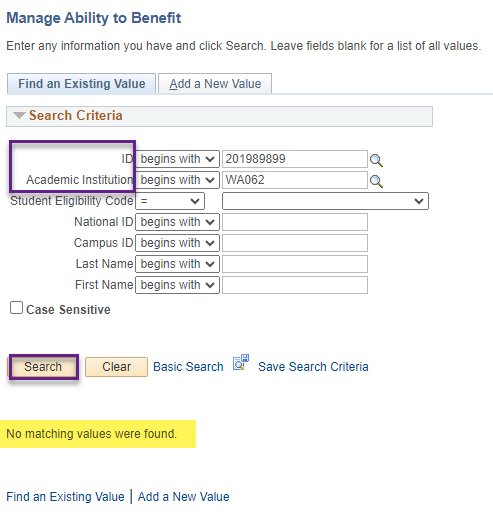 Manage Ability to Benefit
Enter any information you have and click Search. Leave fields blank for a list of all values.
Find an Existing Value Add a New Value
Search Criteria
ID begins with 201989899
Academic Institution begins with WA062
Student Eligibility Code =
National ID begins with
Campus ID begins with
Last Name begins with
First Name begins with
Case Sensitive
Search Clear Basic Search Save Search Criteria
No matching values were found.
Find an Existing Value | Add a New Value